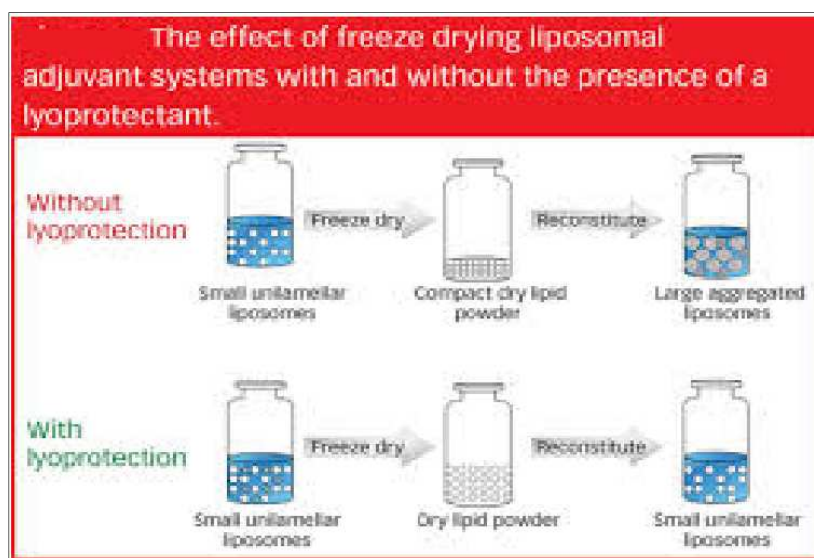 The effect of freeze drying liposomal
adjuvant systems with and without the presence of a
lyoprotectant.
Without
lyoprotection
Freeze dry
Reconstitute
Small unilamellar
liposomes
Compact dry lipid
powder
Large aggregated
liposomes
With
lyoprotection
Freeze dry
Reconstitute
Small unilamellar
liposomes
Dry lipid powder
Small unilamellar
liposomes